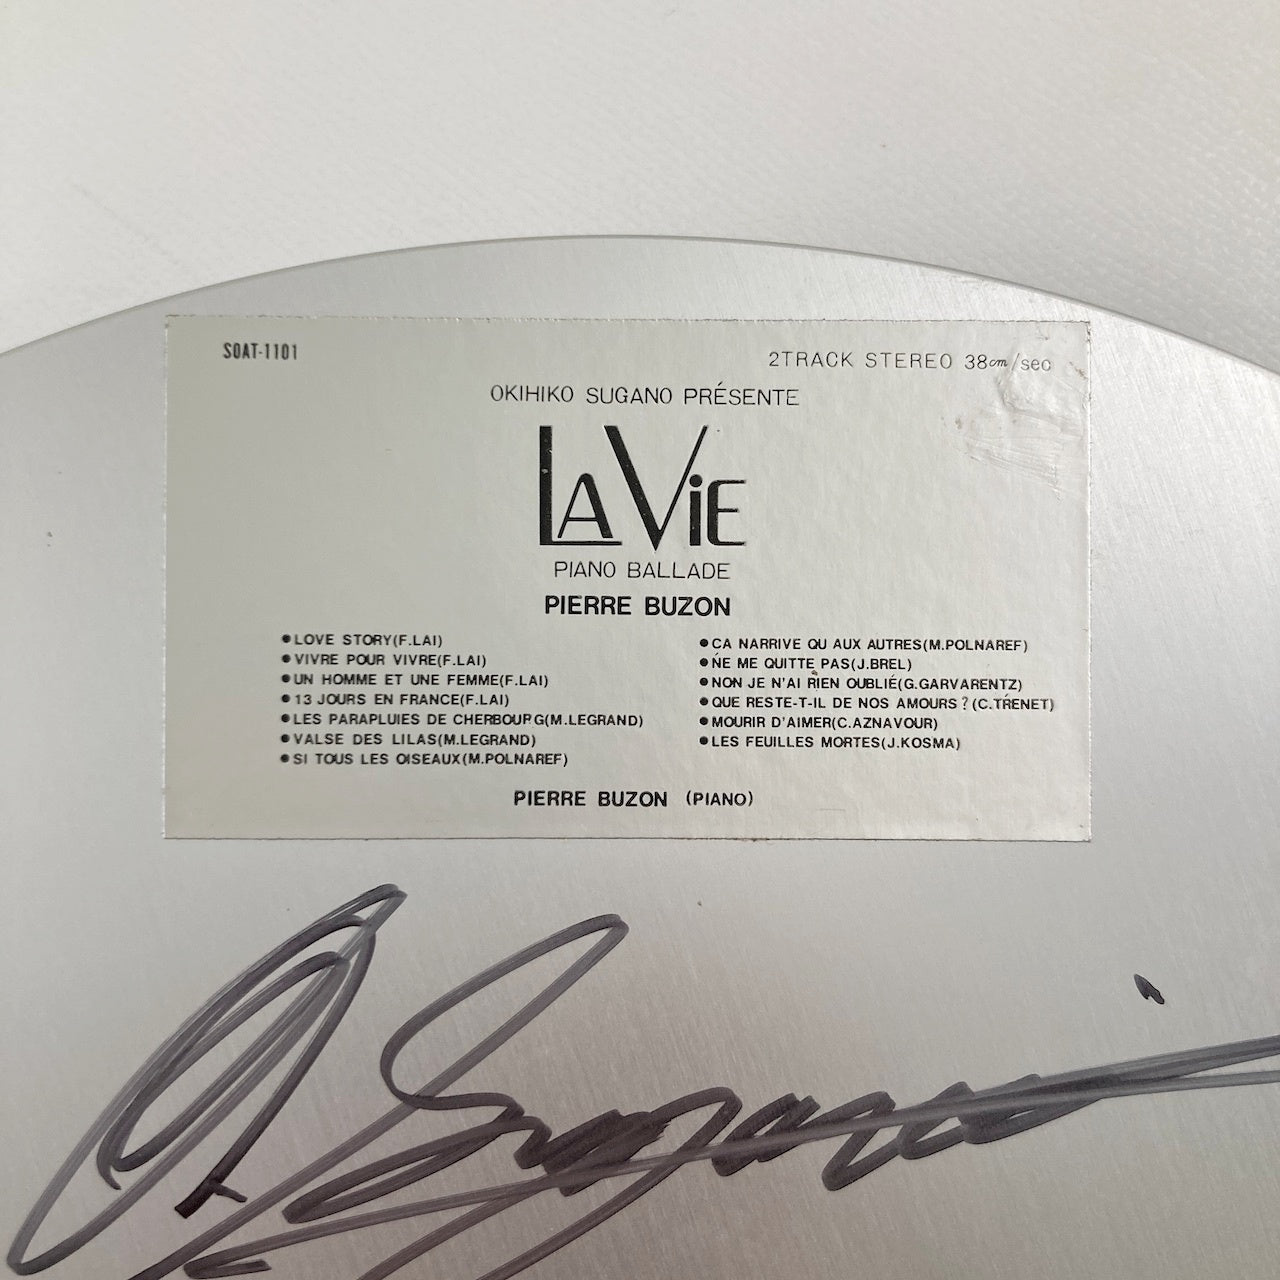 SOAT-1101
2TRACK STEREO 38cm/sec
OKIHIKO SUGANO PRÉSENTE
LA ViE
PIANO BALLADE
PIERRE BUZON
●LOVE STORY(F.LAI)
●VIVRE POUR VIVRE(F.LAI)
●UN HOMME ET UNE FEMME(F.LAI)
●13 JOURS EN FRANCE(F.LAI)
●LES PARAPLUIES DE CHERBOURG(M.LEGRAND)
●VALSE DES LILAS(M.LEGRAND)
●SI TOUS LES OISEAUX(M.POLNAREF)
●CA NARRIVE QU AUX AUTRES(M.POLNAREF)
●NE ME QUITTE PAS(J.BREL)
●NON JE N'AI RIEN OUBLIÉ(G.GARVARENTZ)
●QUE RESTE-T-IL DE NOS AMOURS?(C.TRÉNET)
●MOURIR D'AIMER(C.AZNAVOUR)
●LES FEUILLES MORTES(J.KOSMA)
PIERRE BUZON (PIANO)